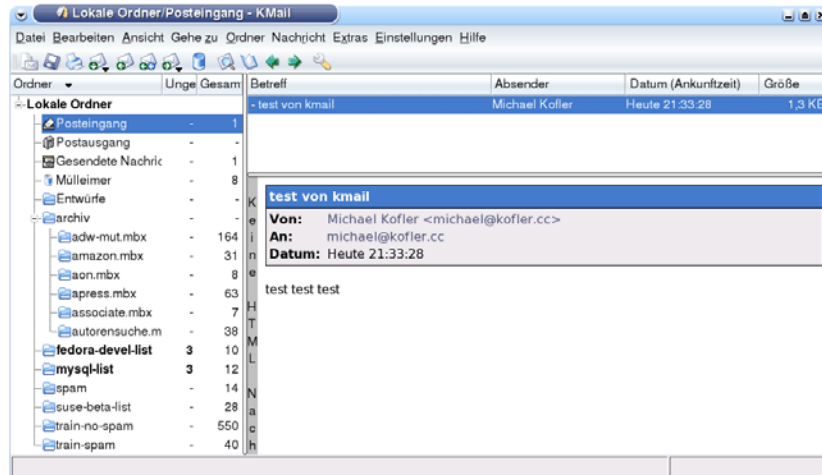 Lokale Ordner/Posteingang - KMail
Datei Bearbeiten Ansicht Gehe zu Ordner Nachricht Extras Einstellungen Hilfe
Ordner Unge Gesam
Lokale Ordner
Posteingang - 1
Postausgang - -
Gesendete Nachric - 1
Mülleimer - 8
Entwürfe - -
archiv - -
adw-mut.mbx - 164
amazon.mbx - 31
aon.mbx - 8
apress.mbx - 63
associate.mbx - 7
autorensuche.m - 38
fedora-devel-list 3 10
mysql-list 3 12
spam - 14
suse-beta-list - 28
train-no-spam - 550
train-spam - 40
Betreff Absender Datum (Ankunftzeit) Größe
- test von kmail Michael Kofler Heute 21:33:28 1,3 KE
Keine HTML Nach
test von kmail
Von: Michael Kofler <michael@kofler.cc>
An: michael@kofler.cc
Datum: Heute 21:33:28
test test test